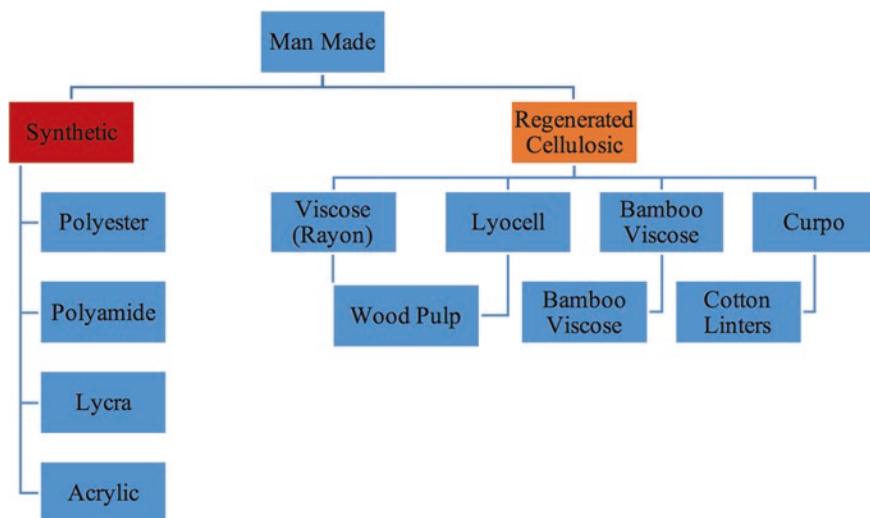 Man Made
Synthetic
Regenerated
Cellulosic
Polyester
Polyamide
Lycra
Acrylic
Viscose
(Rayon)
Lyocell
Bamboo
Viscose
Curpo
Wood Pulp
Bamboo
Viscose
Cotton
Linters